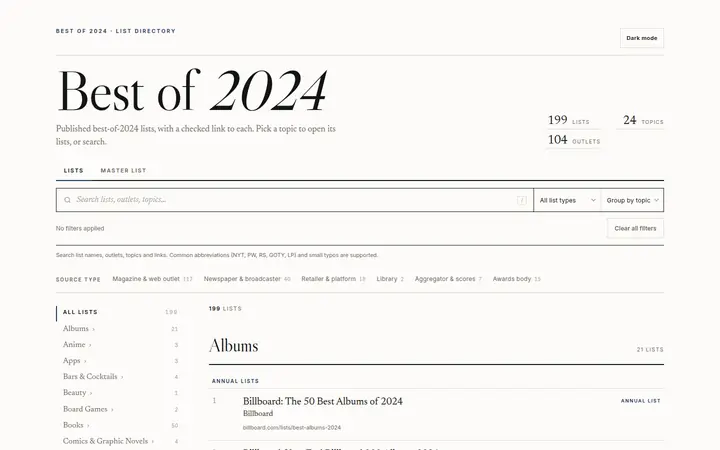 BEST OF 2024 · LIST DIRECTORY
Dark mode
Best of 2024
Published best-of-2024 lists, with a checked link to each. Pick a topic to open its
lists, or search.
199 LISTS
24 TOPICS
104 OUTLETS
LISTS
MASTER LIST
Search lists, outlets, topics...
/
All list types
Group by topic
No filters applied
Clear all filters
Search list names, outlets, topics and links. Common abbreviations (NYT, PW, RS, GOTY, LF) and small typos are supported.
SOURCE TYPE
Magazine & web outlet 117
Newspaper & broadcaster 40
Retailer & platform
Library 2
Aggregator & scores 7
Awards body 13
ALL LISTS 199
Albums › 21
Anime › 3
Apps › 3
Bars & Cocktails › 4
Beauty › 1
Board Games › 2
Books › 50
Comics & Graphic Novels › 4
199 LISTS
Albums
21 LISTS
ANNUAL LISTS
1
Billboard: The 50 Best Albums of 2024
Billboard
billboard.com/lists/best-albums-2024
ANNUAL LIST